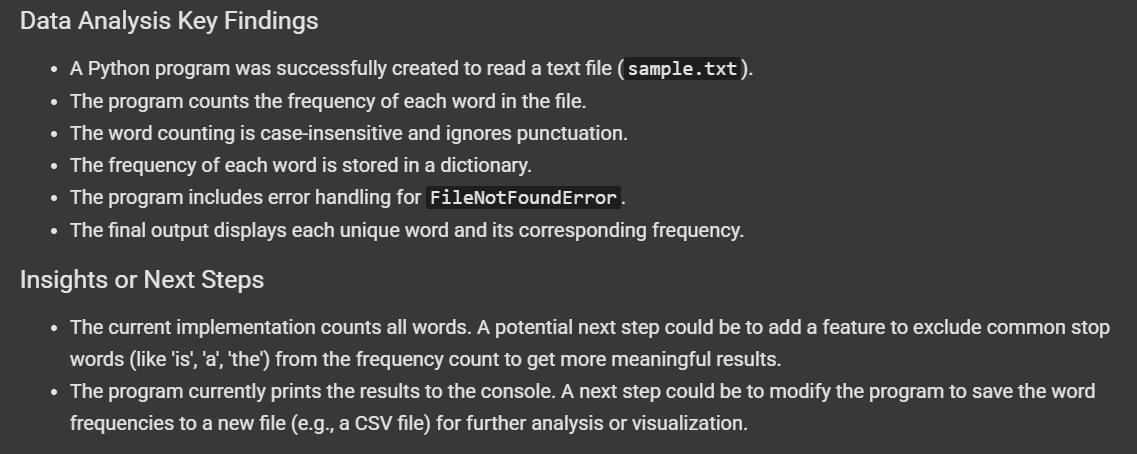 Data Analysis Key Findings
• A Python program was successfully created to read a text file (sample.txt).
• The program counts the frequency of each word in the file.
• The word counting is case-insensitive and ignores punctuation.
• The frequency of each word is stored in a dictionary.
• The program includes error handling for FileNotFoundError.
• The final output displays each unique word and its corresponding frequency.
Insights or Next Steps
• The current implementation counts all words. A potential next step could be to add a feature to exclude common stop
words (like 'is', 'a', 'the') from the frequency count to get more meaningful results.
• The program currently prints the results to the console. A next step could be to modify the program to save the word
frequencies to a new file (e.g., a CSV file) for further analysis or visualization.